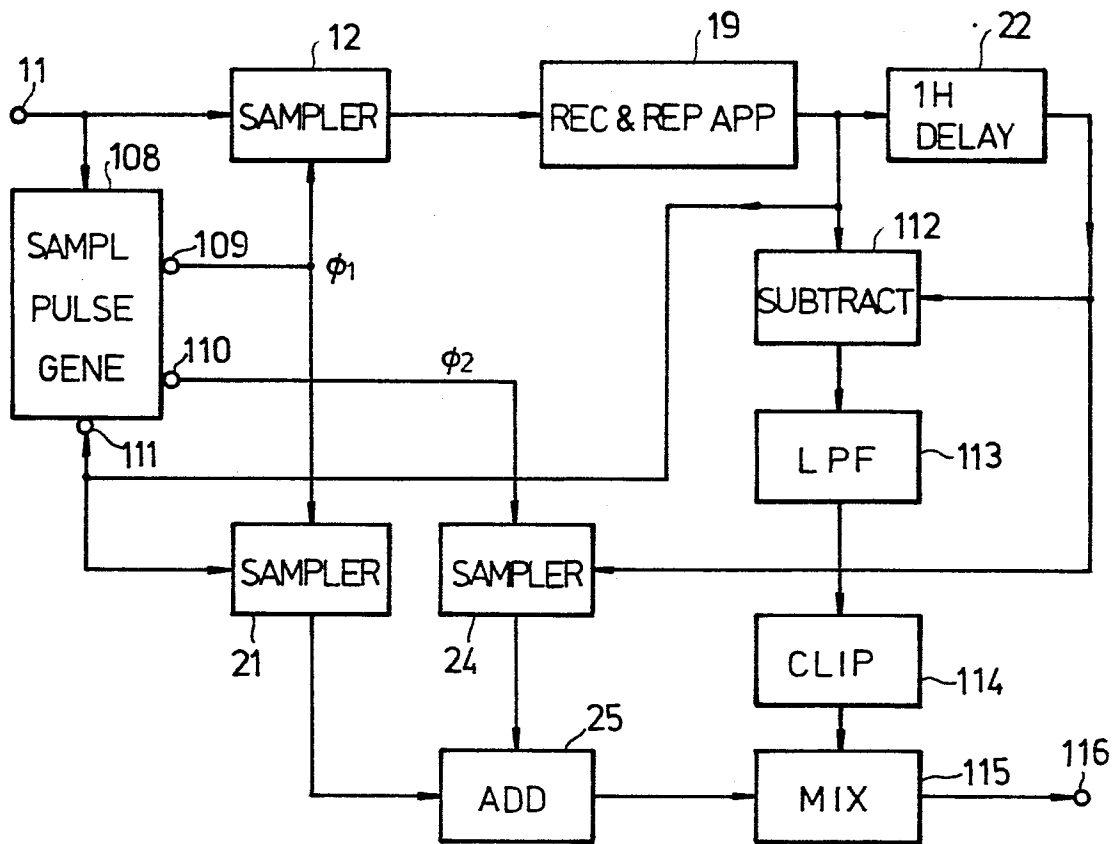 11
12
19
22
SAMPLER
REC & REP APP
1H
DELAY
108
SAMPL
PULSE
GENE
109
ϕ1
110
ϕ2
111
112
SUBTRACT
LPF
113
SAMPLER
21
SAMPLER
24
CLIP
114
ADD
25
MIX
115
116